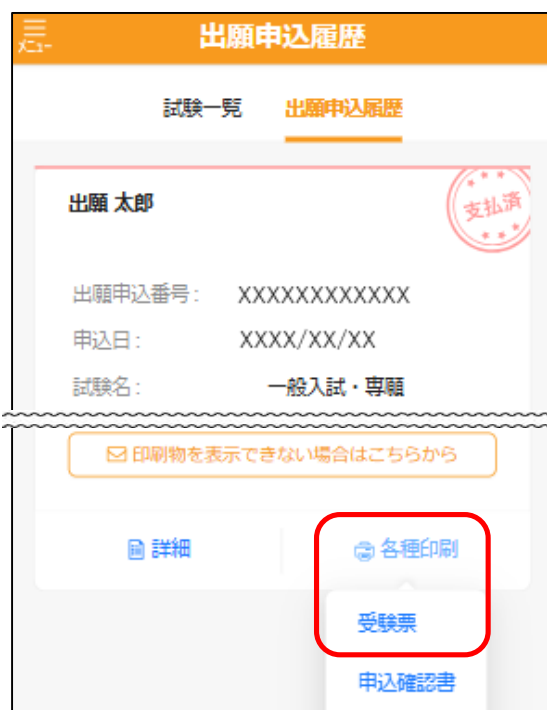 メニュー
出願申込履歴
試験一覧 出願申込履歴
出願 太郎
支払済
出願申込番号: XXXXXXXXXXXX
申込日: XXXX/XX/XX
試験名: 一般入試・専願
印刷物を表示できない場合はこちらから
詳細 各種印刷
受験票
申込確認書